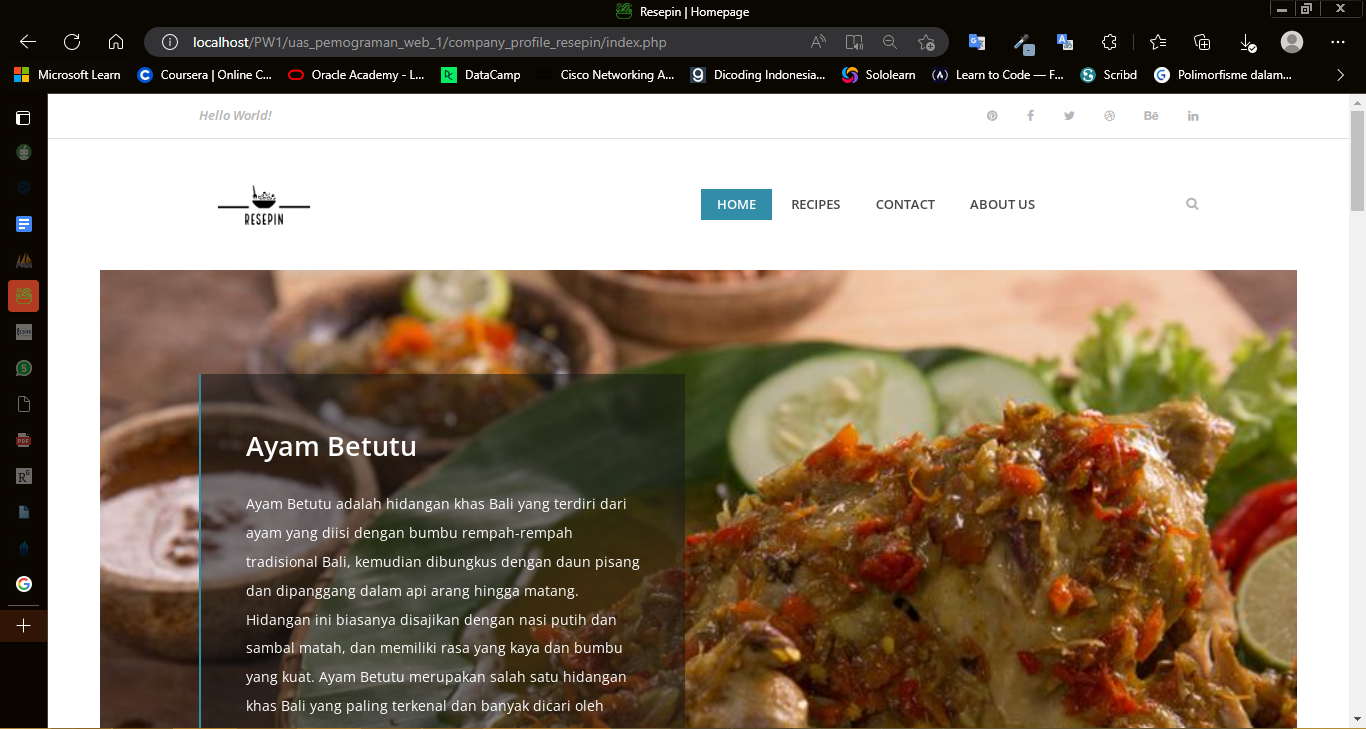 Resepin | Homepage
localhost/PW1/uas_pemograman_web_1/company_profile_resepin/index.php
Microsoft Learn
Coursera | Online C...
Oracle Academy - L...
DataCamp
Cisco Networking A...
Dicoding Indonesia...
Sololearn
Learn to Code — F...
Scribd
Polimorfisme dalam...
Hello World!
RESEPIN
HOME
RECIPES
CONTACT
ABOUT US
Ayam Betutu
Ayam Betutu adalah hidangan khas Bali yang terdiri dari
ayam yang diisi dengan bumbu rempah-rempah
tradisional Bali, kemudian dibungkus dengan daun pisang
dan dipanggang dalam api arang hingga matang.
Hidangan ini biasanya disajikan dengan nasi putih dan
sambal matah, dan memiliki rasa yang kaya dan bumbu
yang kuat. Ayam Betutu merupakan salah satu hidangan
khas Bali yang paling terkenal dan banyak dicari oleh